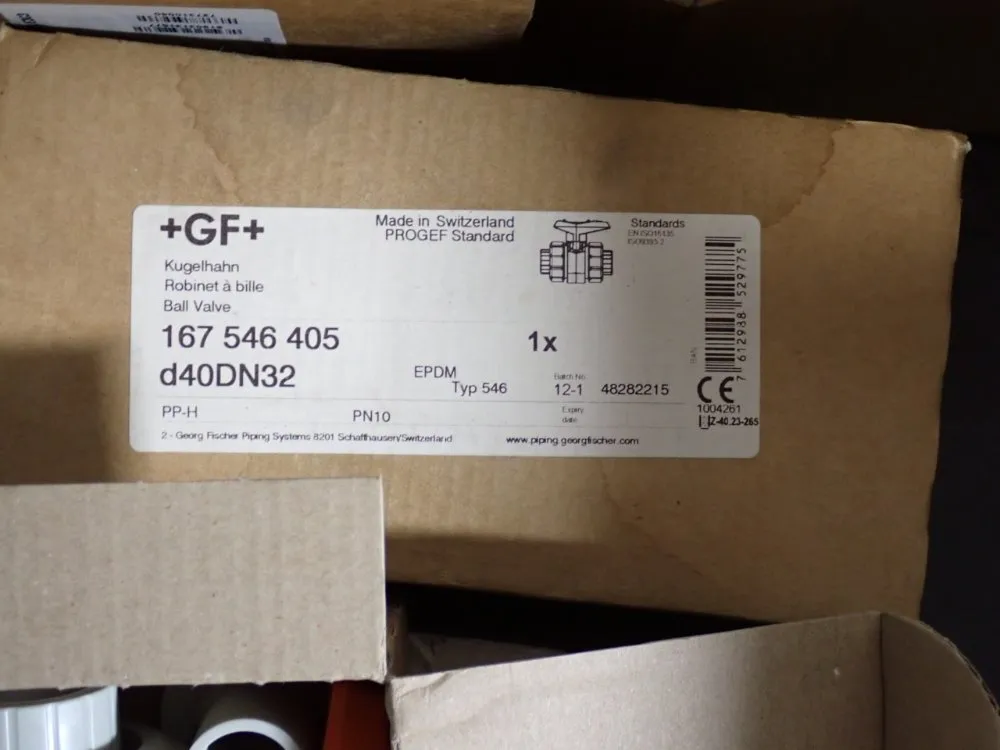 +GF+
Made in Switzerland
PROGEF Standard
Standards
EN ISO16135
Kugelhahn
Robinet à bille
Ball Valve
167 546 405
1x
d40DN32
EPDM
Typ 546
Batch No.
12-1 48282215
PP-H
PN10
Expiry
date
7 612988 529775
CE
1004261
Z-40.23-265
2 - Georg Fischer Piping Systems 8201 Schaffhausen/Switzerland
www.piping.georgfischer.com